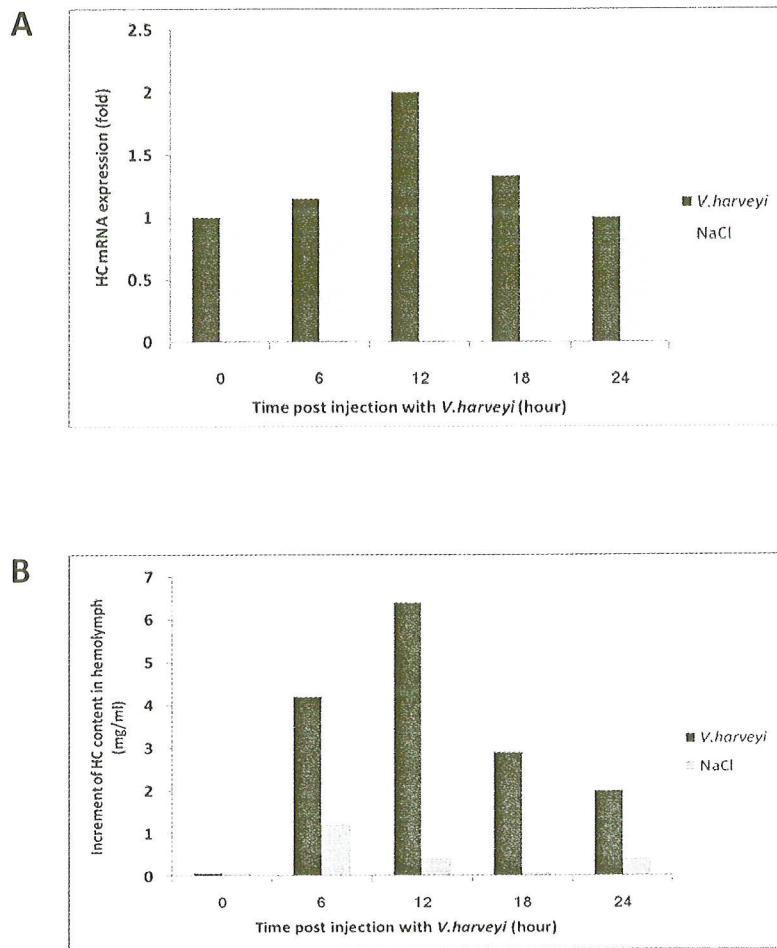 A
HC mRNA expression (fold)
2.5
2
1.5
1
0.5
0
0 6 12 18 24
Time post injection with V.harveyi (hour)
V.harveyi
NaCl
B
Increment of HC content in hemolymph
(mg/ml)
7
6
5
4
3
2
1
0
0 6 12 18 24
Time post injection with V.harveyi (hour)
V.harveyi
NaCl